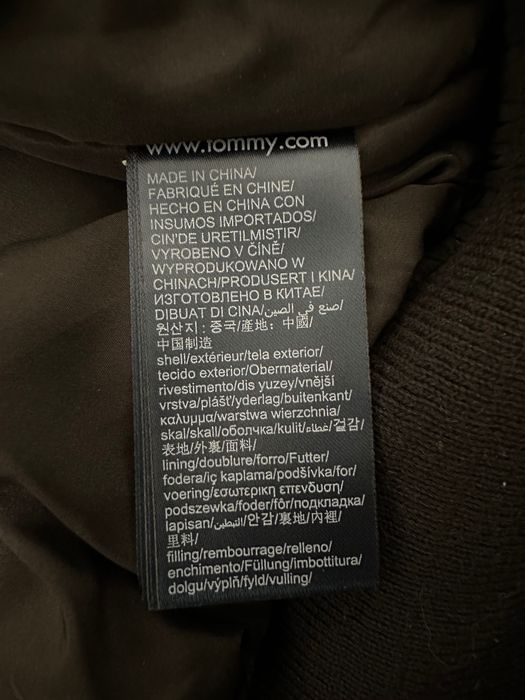 www.tommy.com
MADE IN CHINA/
FABRIQUÉ EN CHINE/
HECHO EN CHINA CON
INSUMOS IMPORTADOS/
CIN'DE URETILMISTIR/
VYROBENO V ČÍNĚ/
WYPRODUKOWANO W
CHINACH/PRODUSERT I KINA/
ИЗГОТОВЛЕНО В КИТАЕ/
DIBUAT DI CINA/صنع في الصين/
원산지 : 중국/產地：中國/
中国制造
shell/extérieur/tela exterior/
tecido exterior/Obermaterial/
rivestimento/dis yuzey/vnější
vrstva/plášť/yderlag/buitenkant/
καλυμμα/warstwa wierzchnia/
skal/skall/оболчка/kulit/غطاء/겉감/
表地/外裏/面料/
lining/doublure/forro/Futter/
fodera/iç kaplama/podšívka/for/
voering/εσωτερικη επενδυση/
podszewka/foder/fôr/подкладка/
lapisan/التبطين/안감/裏地/內裡/
里料/
filling/rembourrage/relleno/
enchimento/Füllung/imbottitura/
dolgu/výplň/fyld/vulling/